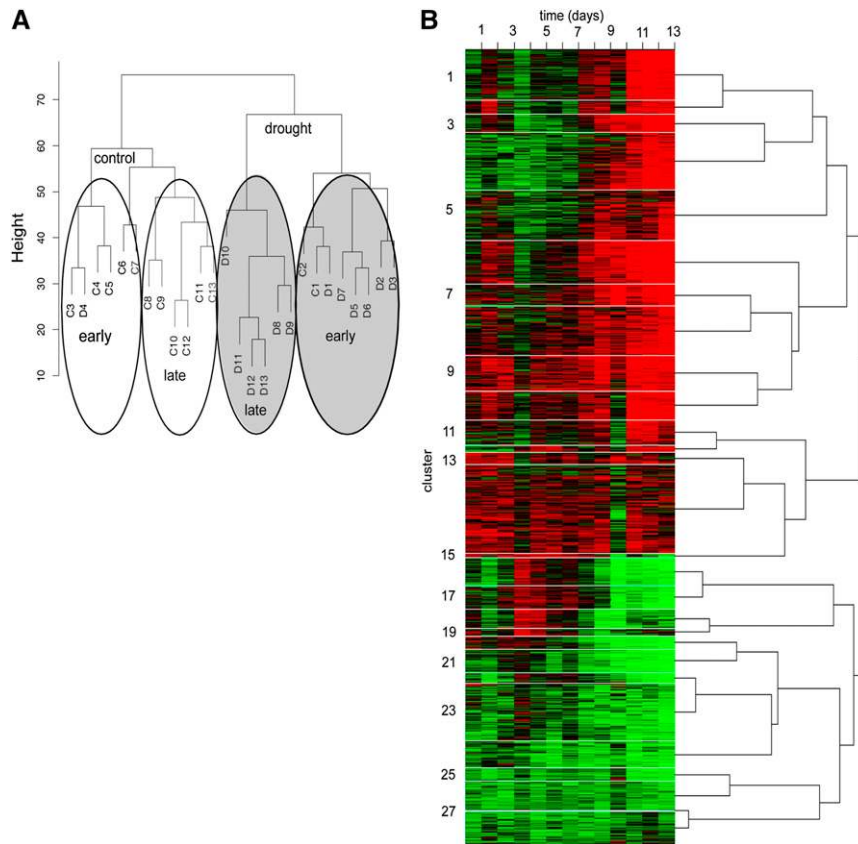 A
B
time (days)
1 3 5 7 9 11 13
Height
70
60
50
40
30
20
10
control
drought
C3
D4
C4
C5
C6
C7
C8
C9
C10
C12
C11
C13
D10
D11
D12
D13
D8
D9
C2
C1
D1
D7
D5
D6
D2
D3
early
late
late
early
cluster
1
3
5
7
9
11
13
15
17
19
21
23
25
27